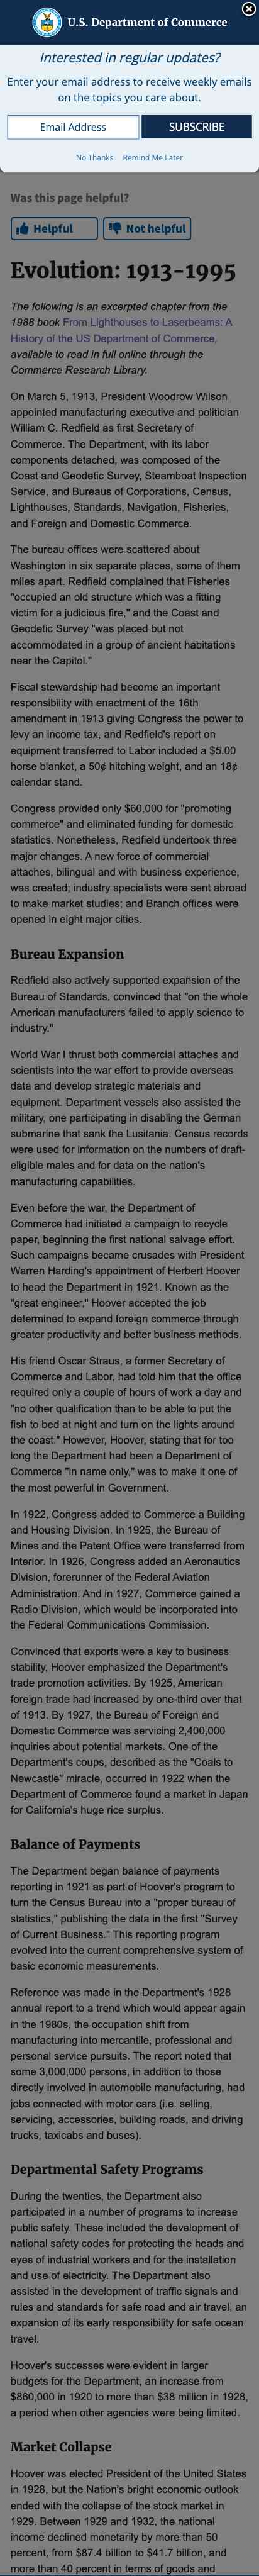 U.S. Department of Commerce
Interested in regular updates?
Enter your email address to receive weekly emails
on the topics you care about.
Email Address
SUBSCRIBE
No Thanks Remind Me Later
Was this page helpful?
Helpful
Not helpful
Evolution: 1913-1995
The following is an excerpted chapter from the
1988 book From Lighthouses to Laserbeams: A
History of the US Department of Commerce,
available to read in full online through the
Commerce Research Library.
On March 5, 1913, President Woodrow Wilson
appointed manufacturing executive and politician
William C. Redfield as first Secretary of
Commerce. The Department, with its labor
components detached, was composed of the
Coast and Geodetic Survey, Steamboat Inspection
Service, and Bureaus of Corporations, Census,
Lighthouses, Standards, Navigation, Fisheries,
and Foreign and Domestic Commerce.
The bureau offices were scattered about
Washington in six separate places, some of them
miles apart. Redfield complained that Fisheries
"occupied an old structure which was a fitting
victim for a judicious fire," and the Coast and
Geodetic Survey "was placed but not
accommodated in a group of ancient habitations
near the Capitol."
Fiscal stewardship had become an important
responsibility with enactment of the 16th
amendment in 1913 giving Congress the power to
levy an income tax, and Redfield's report on
equipment transferred to Labor included a $5.00
horse blanket, a 50¢ hitching weight, and an 18¢
calendar stand.
Congress provided only $60,000 for "promoting
commerce" and eliminated funding for domestic
statistics. Nonetheless, Redfield undertook three
major changes. A new force of commercial
attaches, bilingual and with business experience,
was created; industry specialists were sent abroad
to make market studies; and Branch offices were
opened in eight major cities.
Bureau Expansion
Redfield also actively supported expansion of the
Bureau of Standards, convinced that "on the whole
American manufacturers failed to apply science to
industry."
World War I thrust both commercial attaches and
scientists into the war effort to provide overseas
data and develop strategic materials and
equipment. Department vessels also assisted the
military, one participating in disabling the German
submarine that sank the Lusitania. Census records
were used for information on the numbers of draft-
eligible males and for data on the nation's
manufacturing capabilities.
Even before the war, the Department of
Commerce had initiated a campaign to recycle
paper, beginning the first national salvage effort.
Such campaigns became crusades with President
Warren Harding's appointment of Herbert Hoover
to head the Department in 1921. Known as the
"great engineer," Hoover accepted the job
determined to expand foreign commerce through
greater productivity and better business methods.
His friend Oscar Straus, a former Secretary of
Commerce and Labor, had told him that the office
required only a couple of hours of work a day and
"no other qualification than to be able to put the
fish to bed at night and turn on the lights around
the coast." However, Hoover, stating that for too
long the Department had been a Department of
Commerce "in name only," was to make it one of
the most powerful in Government.
In 1922, Congress added to Commerce a Building
and Housing Division. In 1925, the Bureau of
Mines and the Patent Office were transferred from
Interior. In 1926, Congress added an Aeronautics
Division, forerunner of the Federal Aviation
Administration. And in 1927, Commerce gained a
Radio Division, which would be incorporated into
the Federal Communications Commission.
Convinced that exports were a key to business
stability, Hoover emphasized the Department's
trade promotion activities. By 1925, American
foreign trade had increased by one-third over that
of 1913. By 1927, the Bureau of Foreign and
Domestic Commerce was servicing 2,400,000
inquiries about potential markets. One of the
Department's coups, described as the "Coals to
Newcastle" miracle, occurred in 1922 when the
Department of Commerce found a market in Japan
for California's huge rice surplus.
Balance of Payments
The Department began balance of payments
reporting in 1921 as part of Hoover's program to
turn the Census Bureau into a "proper bureau of
statistics," publishing the data in the first "Survey
of Current Business." This reporting program
evolved into the current comprehensive system of
basic economic measurements.
Reference was made in the Department's 1928
annual report to a trend which would appear again
in the 1980s, the occupation shift from
manufacturing into mercantile, professional and
personal service pursuits. The report noted that
some 3,000,000 persons, in addition to those
directly involved in automobile manufacturing, had
jobs connected with motor cars (i.e. selling,
servicing, accessories, building roads, and driving
trucks, taxicabs and buses).
Departmental Safety Programs
During the twenties, the Department also
participated in a number of programs to increase
public safety. These included the development of
national safety codes for protecting the heads and
eyes of industrial workers and for the installation
and use of electricity. The Department also
assisted in the development of traffic signals and
rules and standards for safe road and air travel, an
expansion of its early responsibility for safe ocean
travel.
Hoover's successes were evident in larger
budgets for the Department, an increase from
$860,000 in 1920 to more than $38 million in 1928,
a period when other agencies were being limited.
Market Collapse
Hoover was elected President of the United States
in 1928, but the Nation's bright economic outlook
ended with the collapse of the stock market in
1929. Between 1929 and 1932, the national
income declined monetarily by more than 50
percent, from $87.4 billion to $41.7 billion, and
more than 40 percent in terms of goods and